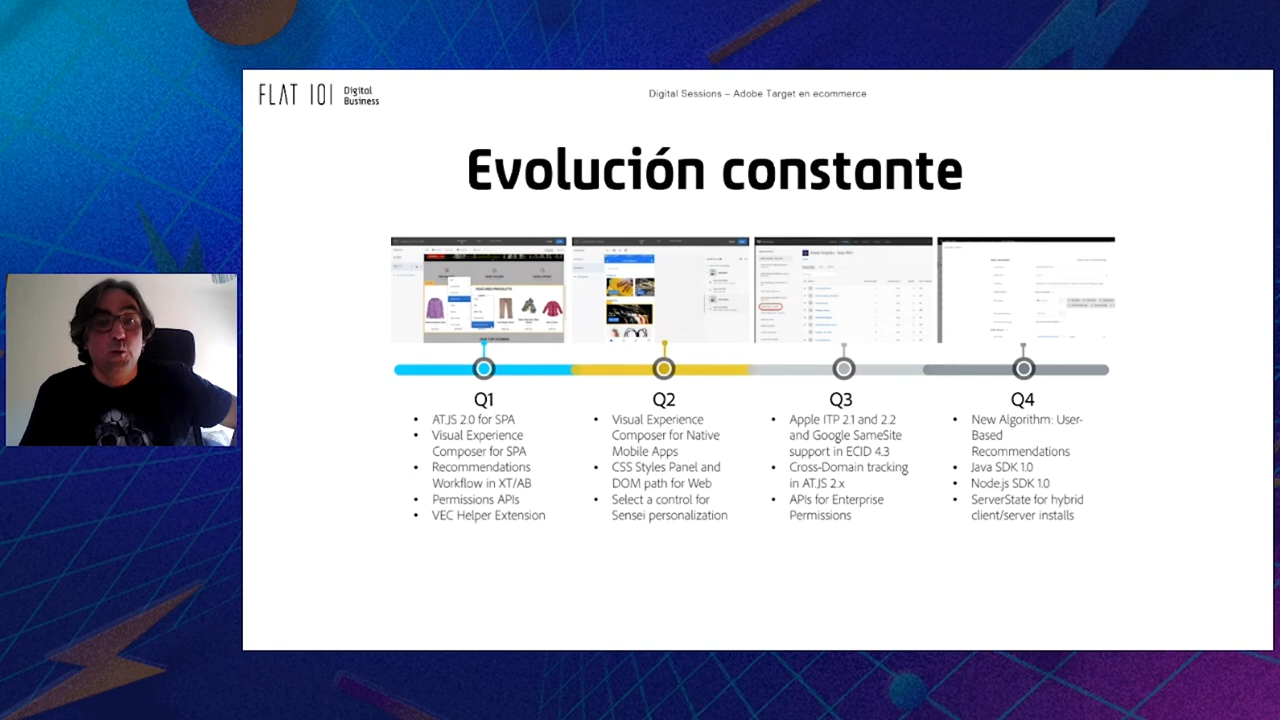 FLAT 101
Digital
Business
Digital Sessions – Adobe Target en ecommerce
Evolución constante
FEATURED PRODUCTS
Q1
• AT.JS 2.0 for SPA
• Visual Experience
Composer for SPA
• Recommendations
Workflow in XT/AB
• Permissions APIs
• VEC Helper Extension
Q2
• Visual Experience
Composer for Native
Mobile Apps
• CSS Styles Panel and
DOM path for Web
• Select a control for
Sensei personalization
Q3
• Apple ITP 2.1 and 2.2
and Google SameSite
support in ECID 4.3
• Cross-Domain tracking
in AT.JS 2.x
• APIs for Enterprise
Permissions
Q4
• New Algorithm: User-
Based
Recommendations
• Java SDK 1.0
• Node.js SDK 1.0
• ServerState for hybrid
client/server installs